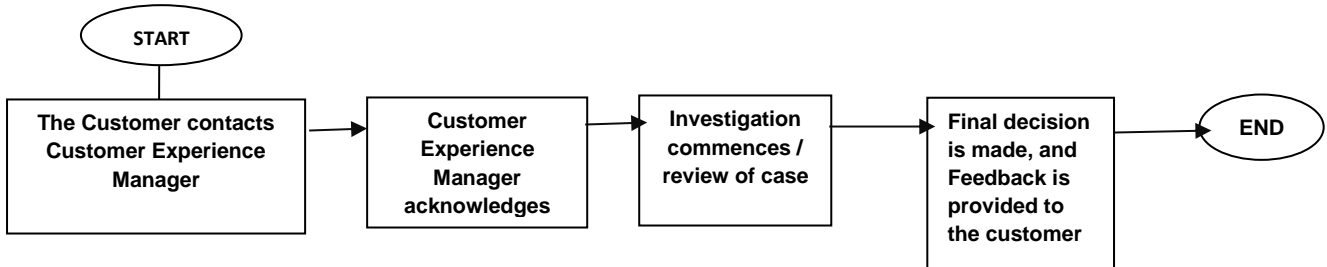 START
The Customer contacts
Customer Experience
Manager
Customer
Experience
Manager
acknowledges
Investigation
commences /
review of case
Final decision
is made, and
Feedback is
provided to
the customer
END